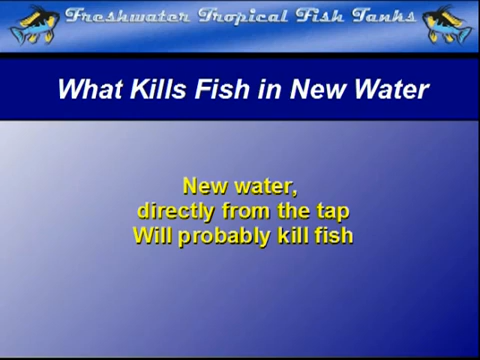 Freshwater Tropical Fish Tanks
What Kills Fish in New Water
New water,
directly from the tap
Will probably kill fish